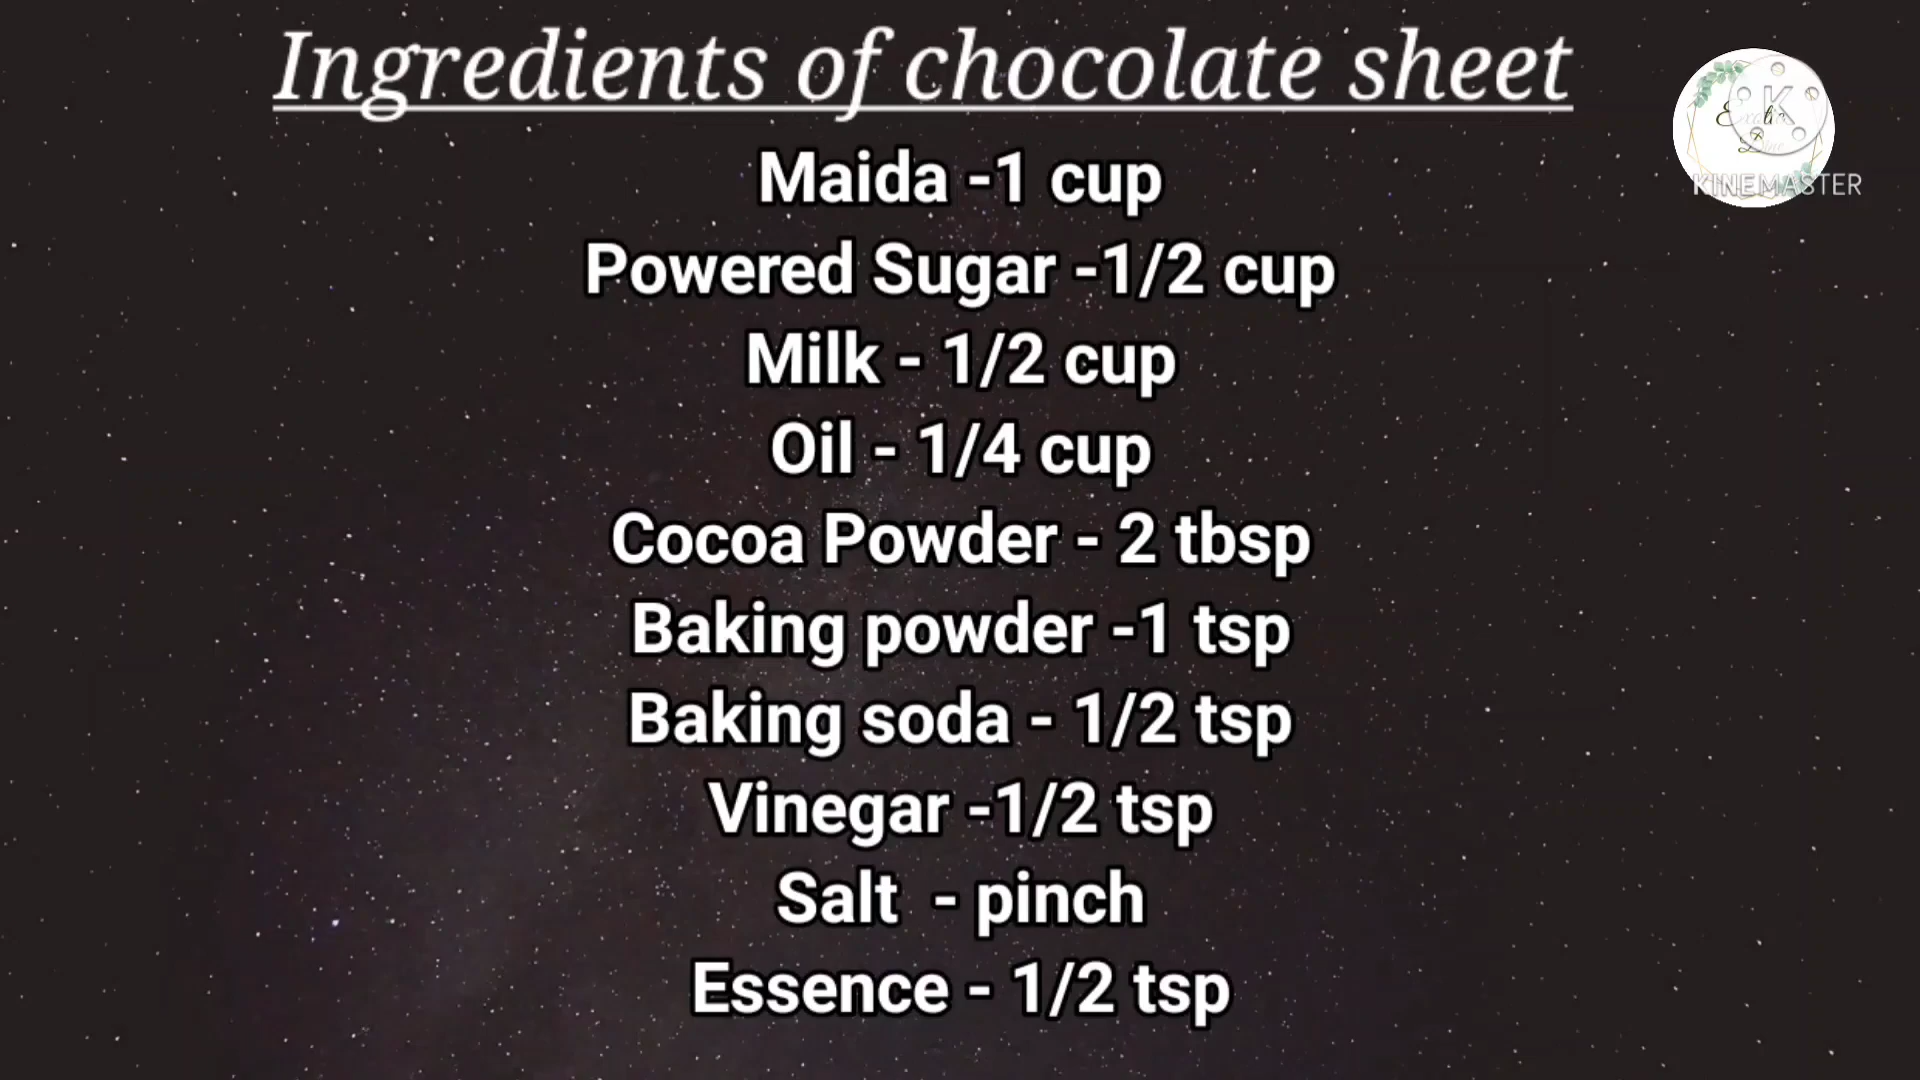 Ingredients of chocolate sheet
Maida -1 cup
Powered Sugar -1/2 cup
Milk - 1/2 cup
Oil - 1/4 cup
Cocoa Powder - 2 tbsp
Baking powder -1 tsp
Baking soda - 1/2 tsp
Vinegar -1/2 tsp
Salt  - pinch
Essence - 1/2 tsp
K
KINEMASTER